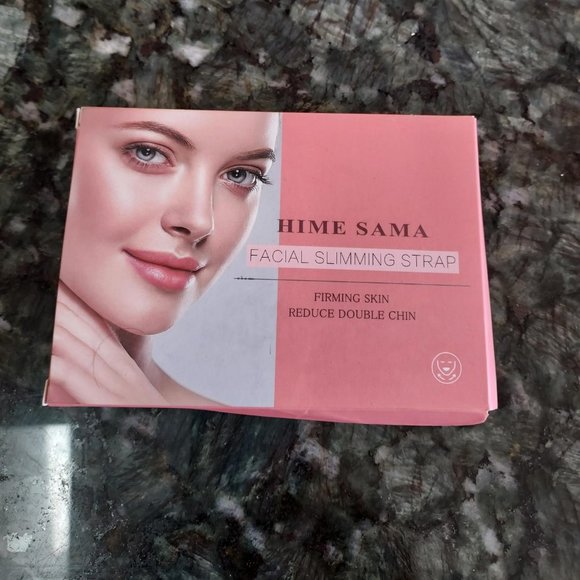 HIME SAMA
FACIAL SLIMMING STRAP
FIRMING SKIN
REDUCE DOUBLE CHIN